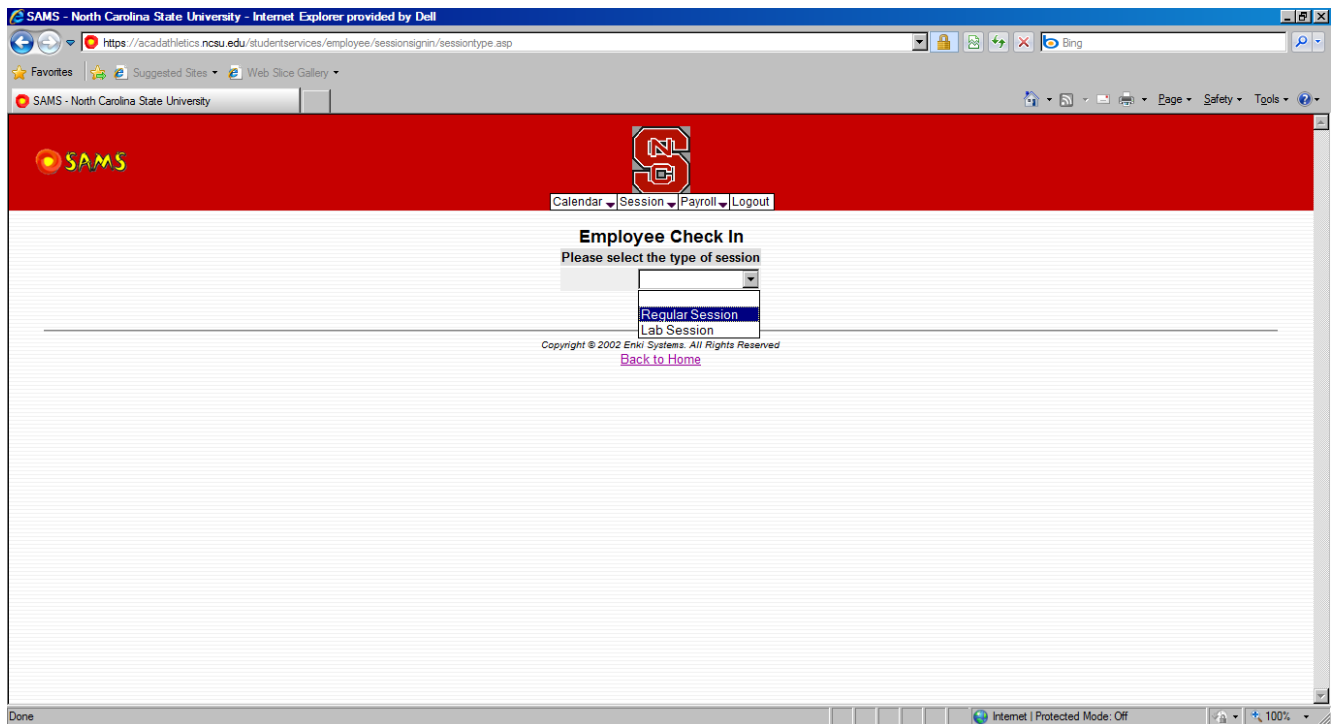 SAMS - North Carolina State University - Internet Explorer provided by Dell
https://acadathletics.ncsu.edu/studentservices/employee/sessionsignin/sessiontype.asp
Bing
Favorites Suggested Sites Web Slice Gallery
SAMS - North Carolina State University
Page Safety Tools
SAMS
NCS
Calendar Session Payroll Logout
Employee Check In
Please select the type of session
Regular Session
Lab Session
Copyright © 2002 Enki Systems. All Rights Reserved
Back to Home
Done
Internet | Protected Mode: Off
100%